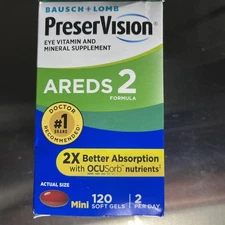 BAUSCH + LOMB
PreserVision®
EYE VITAMIN AND
MINERAL SUPPLEMENT
AREDS 2
FORMULA
DOCTOR
#1
BRAND
RECOMMENDED
2X Better Absorption
with OCUSorb™ nutrients
ACTUAL SIZE
Mini
120
SOFT GELS
2
PER DAY